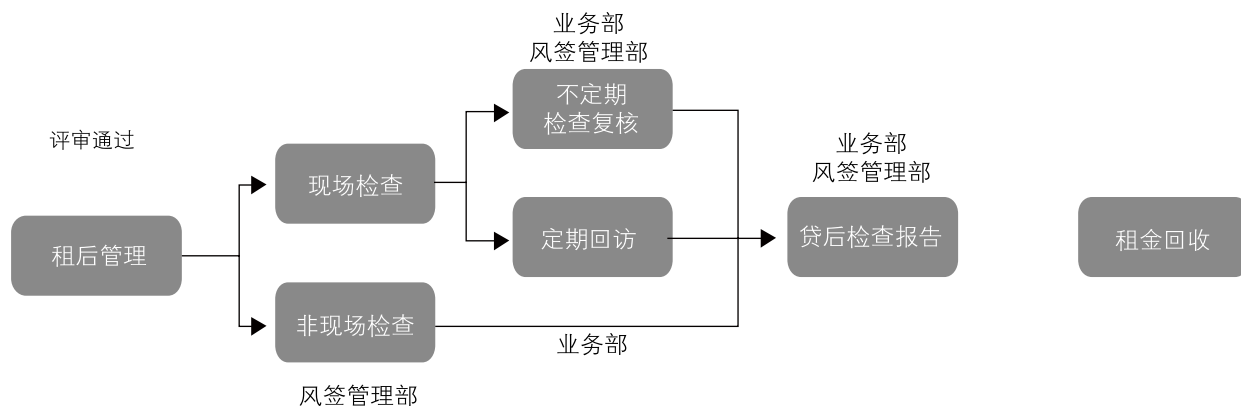 业务部
风签管理部
不定期
检查复核
评审通过
业务部
风签管理部
现场检查
定期回访
贷后检查报告
租金回收
租后管理
非现场检查
业务部
风签管理部